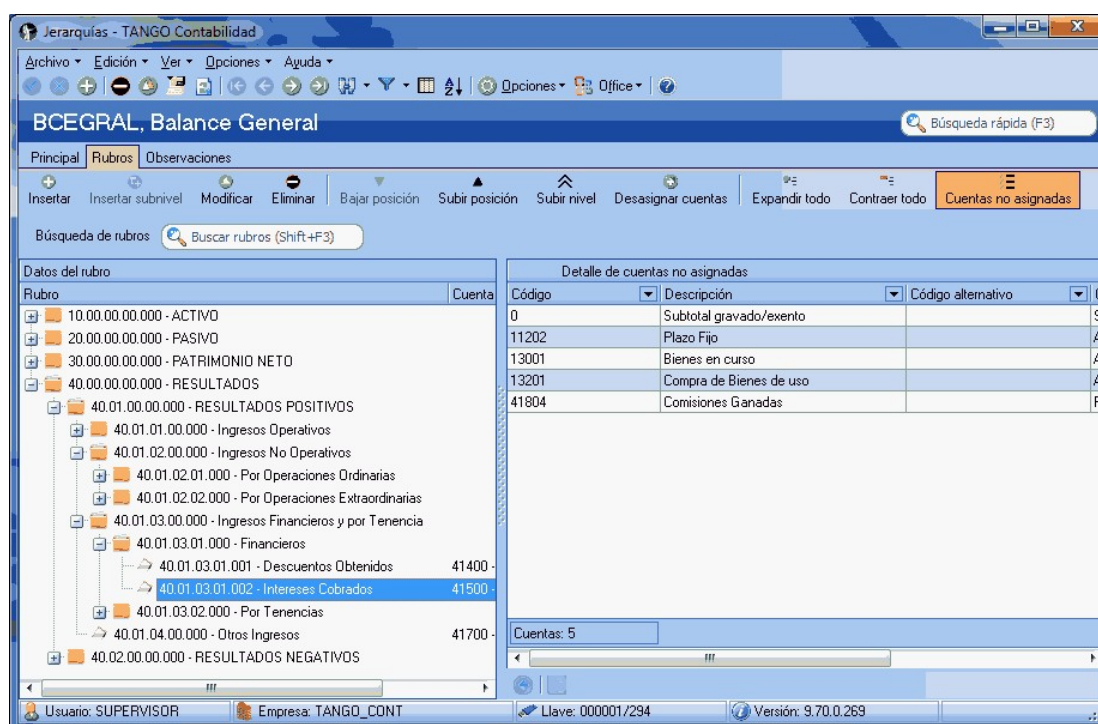 Jerarquías - TANGO Contabilidad
Archivo Edición Ver Opciones Ayuda
Opciones Office
BCEGRAL, Balance General
Búsqueda rápida (F3)
Principal Rubros Observaciones
Insertar Insertar subnivel Modificar Eliminar Bajar posición Subir posición Subir nivel Desasignar cuentas Expandir todo Contraer todo Cuentas no asignadas
Búsqueda de rubros Buscar rubros (Shift+F3)
Datos del rubro
Rubro Cuenta
10.00.00.00.000 - ACTIVO
20.00.00.00.000 - PASIVO
30.00.00.00.000 - PATRIMONIO NETO
40.00.00.00.000 - RESULTADOS
40.01.00.00.000 - RESULTADOS POSITIVOS
40.01.01.00.000 - Ingresos Operativos
40.01.02.00.000 - Ingresos No Operativos
40.01.02.01.000 - Por Operaciones Ordinarias
40.01.02.02.000 - Por Operaciones Extraordinarias
40.01.03.00.000 - Ingresos Financieros y por Tenencia
40.01.03.01.000 - Financieros
40.01.03.01.001 - Descuentos Obtenidos 41400 -
40.01.03.01.002 - Intereses Cobrados 41500 -
40.01.03.02.000 - Por Tenencias
40.01.04.00.000 - Otros Ingresos 41700 -
40.02.00.00.000 - RESULTADOS NEGATIVOS
Detalle de cuentas no asignadas
Código Descripción Código alternativo
0 Subtotal gravado/exento
11202 Plazo Fijo
13001 Bienes en curso
13201 Compra de Bienes de uso
41804 Comisiones Ganadas
Cuentas: 5
Usuario: SUPERVISOR Empresa: TANGO_CONT Llave: 000001/294 Versión: 9.70.0.269